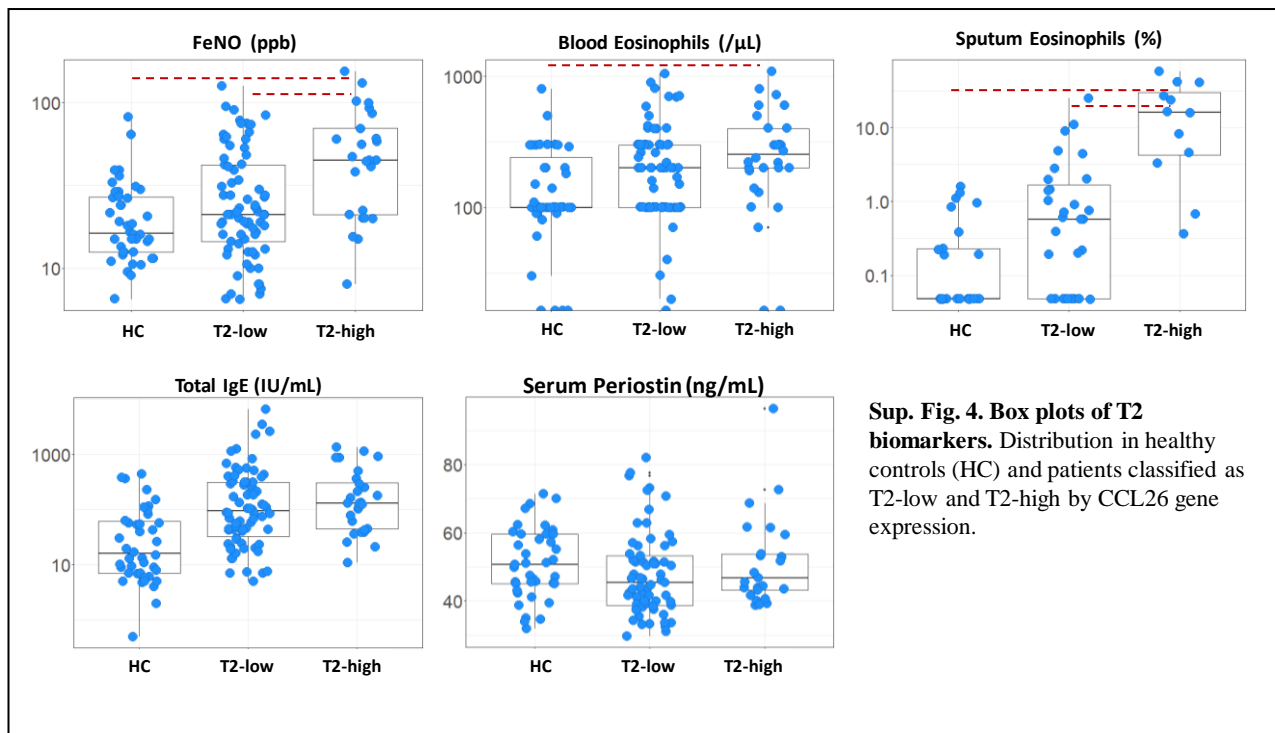 FeNO (ppb)
100
10
HC T2-low T2-high
Blood Eosinophils (/µL)
1000
100
HC T2-low T2-high
Sputum Eosinophils (%)
10.0
1.0
0.1
HC T2-low T2-high
Total IgE (IU/mL)
1000
10
HC T2-low T2-high
Serum Periostin (ng/mL)
80
60
40
HC T2-low T2-high
Sup. Fig. 4. Box plots of T2
biomarkers. Distribution in healthy
controls (HC) and patients classified as
T2-low and T2-high by CCL26 gene
expression.